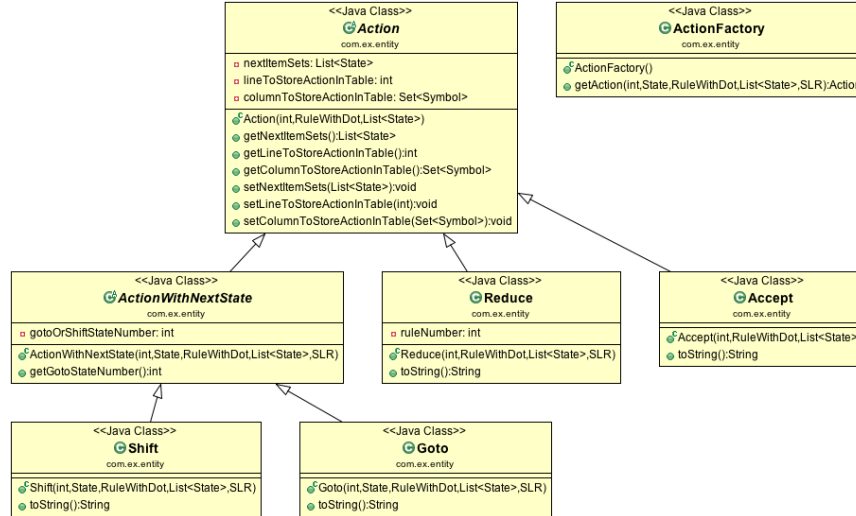 <<Java Class>>
Action
com.ex.entity
nextItemSets: List<State>
lineToStoreActionInTable: int
columnToStoreActionInTable: Set<Symbol>
Action(int,RuleWithDot,List<State>)
getNextItemSets():List<State>
getLineToStoreActionInTable():int
getColumnToStoreActionInTable():Set<Symbol>
setNextItemSets(List<State>):void
setLineToStoreActionInTable(int):void
setColumnToStoreActionInTable(Set<Symbol>):void
<<Java Class>>
ActionFactory
com.ex.entity
ActionFactory()
getAction(int,State,RuleWithDot,List<State>,SLR):Action
<<Java Class>>
ActionWithNextState
com.ex.entity
gotoOrShiftStateNumber: int
ActionWithNextState(int,State,RuleWithDot,List<State>,SLR)
getGotoStateNumber():int
<<Java Class>>
Reduce
com.ex.entity
ruleNumber: int
Reduce(int,RuleWithDot,List<State>,SLR)
toString():String
<<Java Class>>
Accept
com.ex.entity
Accept(int,RuleWithDot,List<State>
toString():String
<<Java Class>>
Shift
com.ex.entity
Shift(int,State,RuleWithDot,List<State>,SLR)
toString():String
<<Java Class>>
Goto
com.ex.entity
Goto(int,State,RuleWithDot,List<State>,SLR)
toString():String